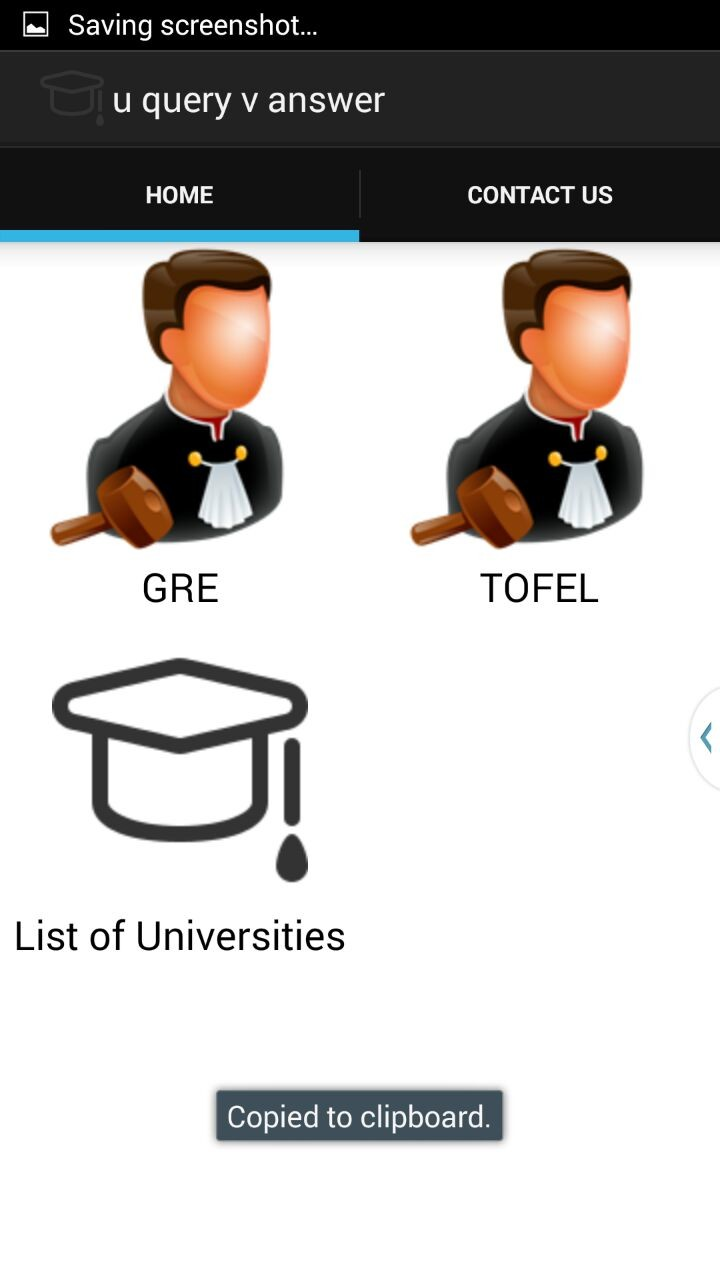 Saving screenshot...
u query v answer
HOME
CONTACT US
GRE
TOFEL
List of Universities
Copied to clipboard.